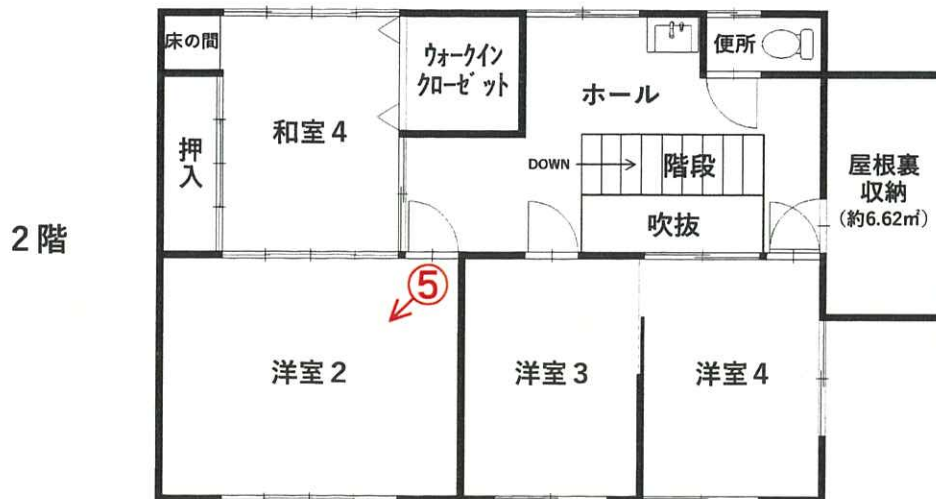 床の間
ウォークイン
クローゼット
便所
ホール
和室4
押入
DOWN
階段
吹抜
屋根裏
収納
(約6.62㎡)
2階
⑤
洋室2
洋室3
洋室4